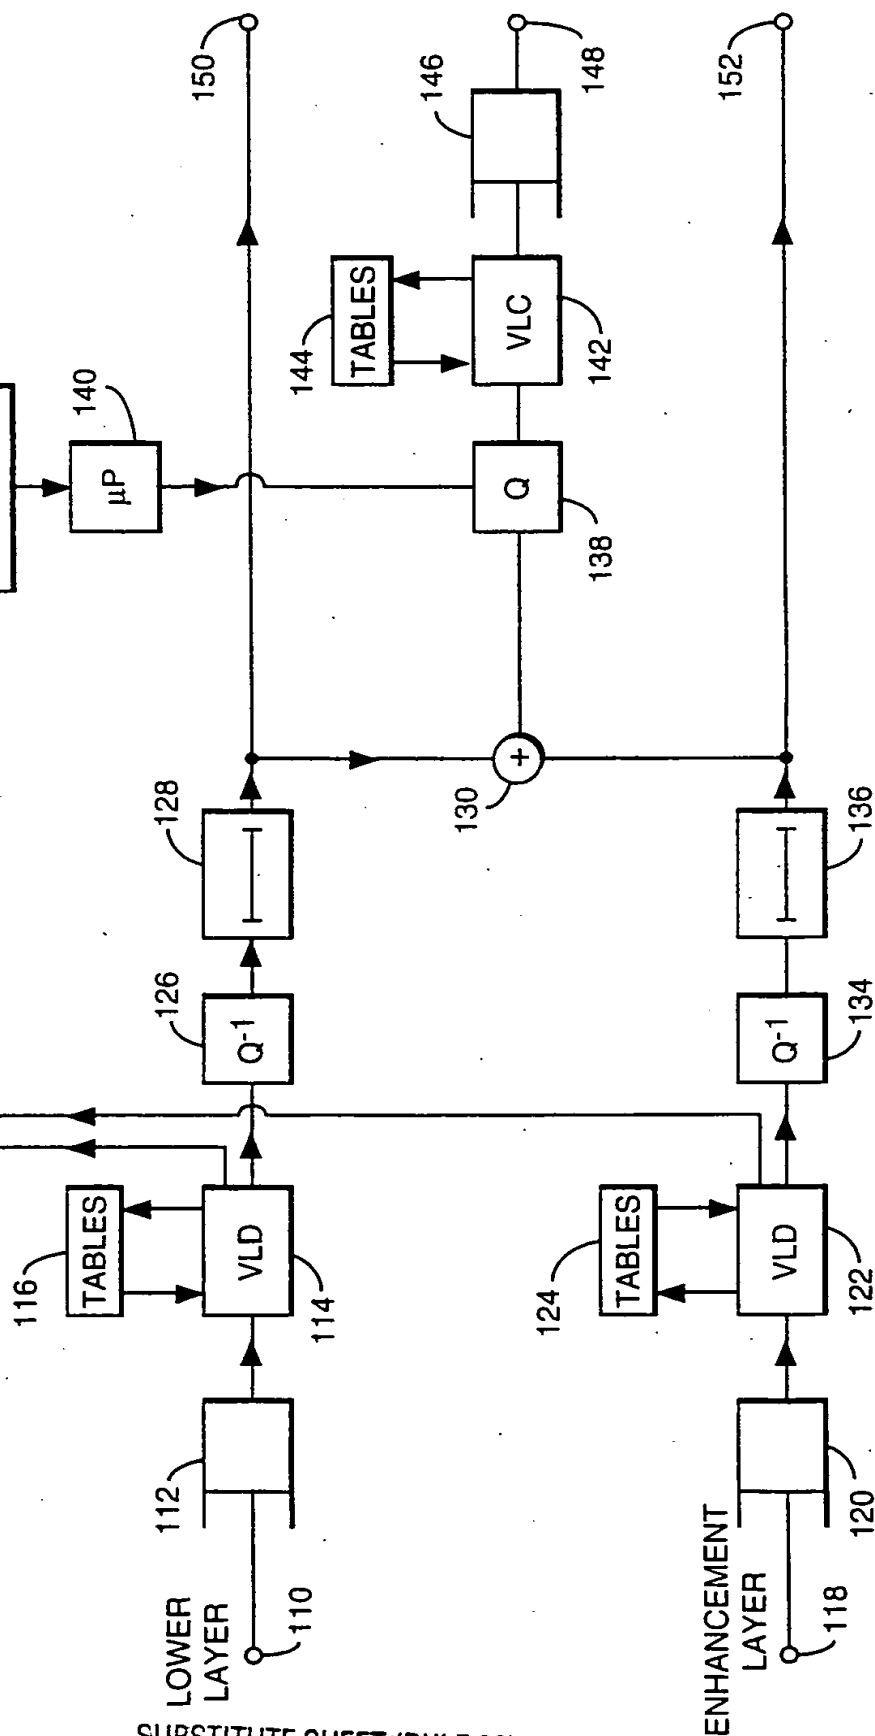 150
148
152
146
144
TABLES
VLC
142
140
μP
Q
138
130
+
128
136
126
Q-1
134
Q-1
116
TABLES
VLD
114
124
TABLES
VLD
122
112
120
LOWER
LAYER
110
ENHANCEMENT
LAYER
118
SUBSTITUTE SHEET